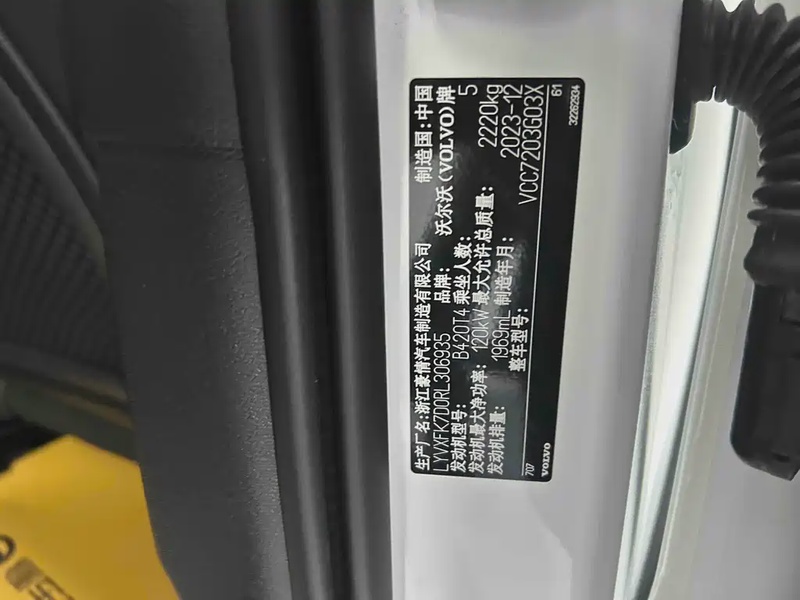 生产厂名:浙江豪情汽车制造有限公司 制造国:中国
LYVXFK7D0RL306935 品牌: 沃尔沃(VOLVO)牌
发动机型号: B420T4 乘坐人数: 5
发动机最大净功率: 120kW 最大允许总质量: 2220kg
发动机排量: 1969mL 制造年月: 2023-12
整车型号: VCC7203G03X
707 61
VOLVO 32262934